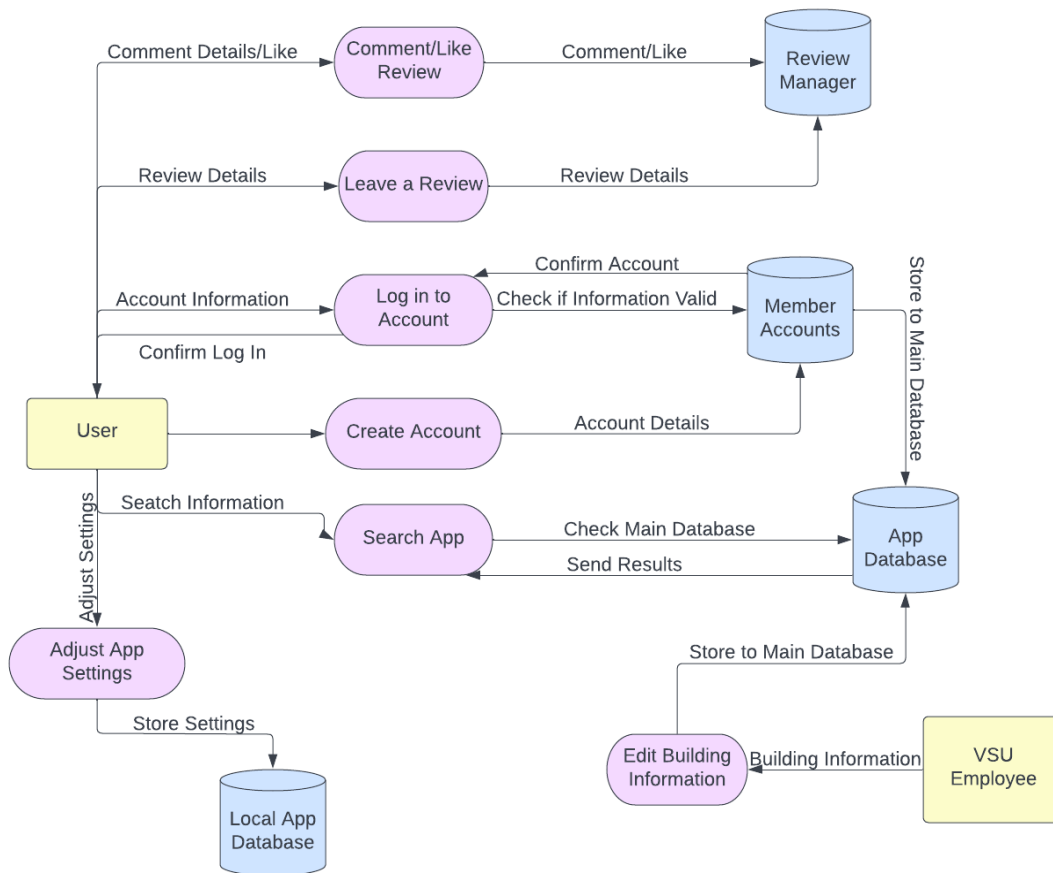 Comment Details/Like
Comment/Like
Review
Comment/Like
Review
Manager
Review Details
Leave a Review
Review Details
Confirm Account
Account Information
Log in to
Account
Check if Information Valid
Member
Accounts
Store to Main Database
Confirm Log In
User
Create Account
Account Details
Seatch Information
Adjust Settings
Search App
Check Main Database
Send Results
App
Database
Adjust App
Settings
Store to Main Database
Store Settings
Edit Building
Information
Building Information
VSU
Employee
Local App
Database